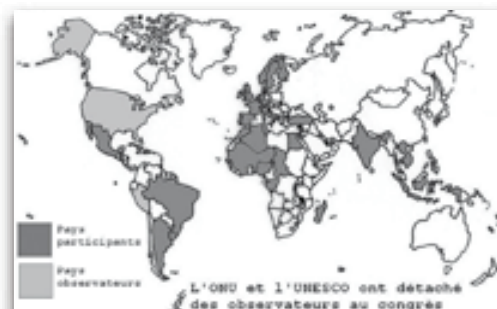 Pays
participants
Pays
observateurs
L'ONU et l'UNESCO ont détaché
des observateurs au congrès